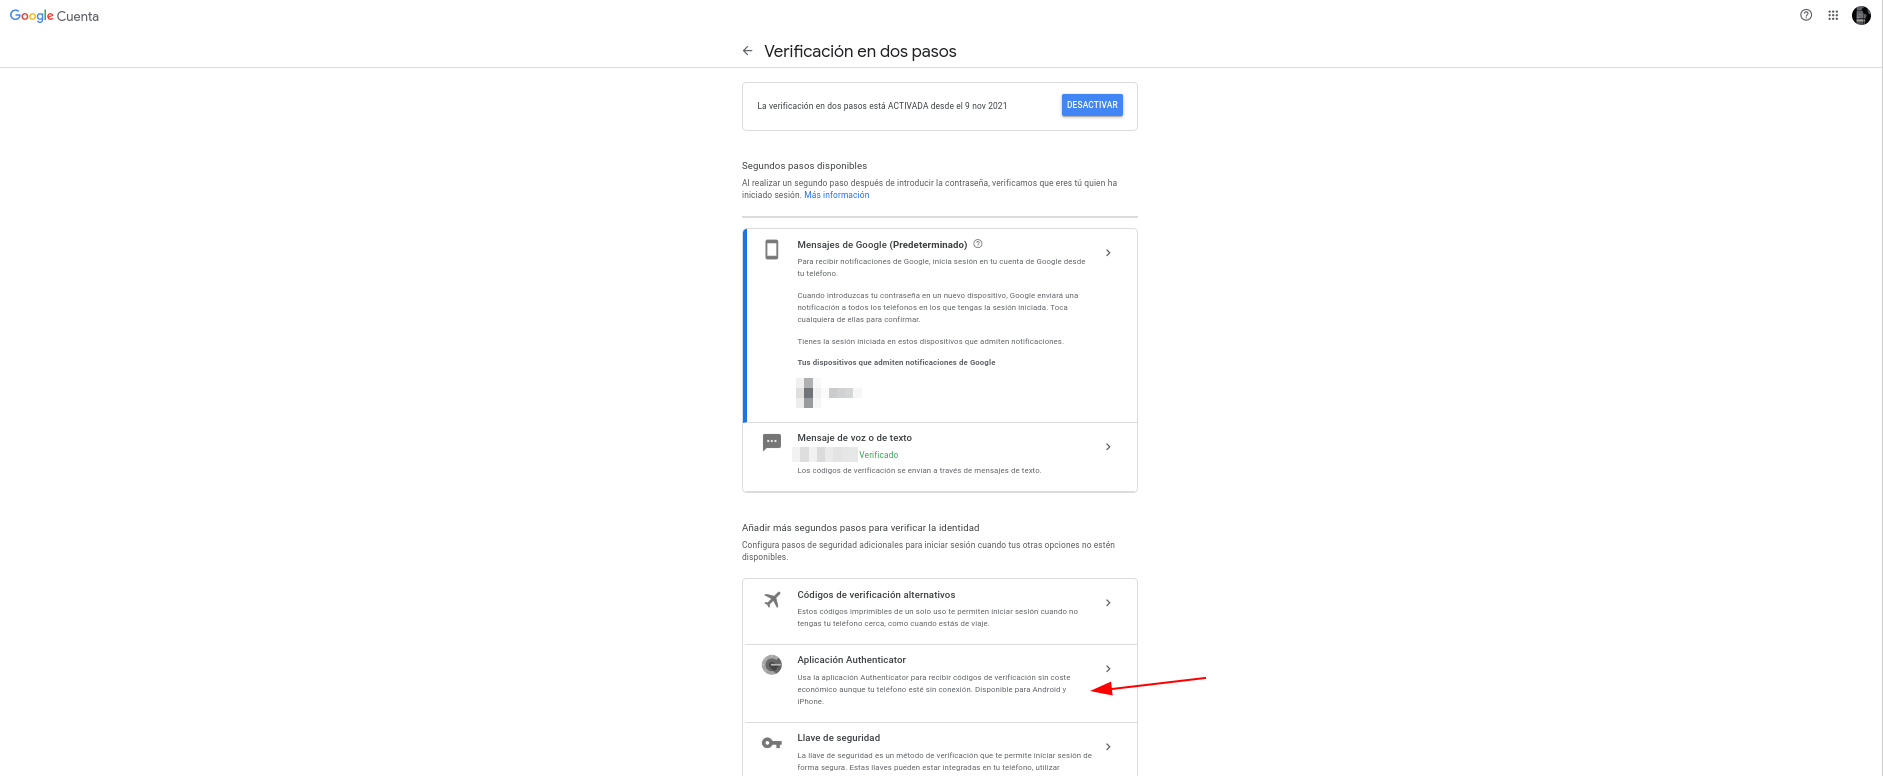 Google Cuenta
Verificación en dos pasos
La verificación en dos pasos está ACTIVADA desde el 9 nov 2021
DESACTIVAR
Segundos pasos disponibles
Al realizar un segundo paso después de introducir la contraseña, verificamos que eres tú quien ha
iniciado sesión. Más información
Mensajes de Google (Predeterminado)
Para recibir notificaciones de Google, inicia sesión en tu cuenta de Google desde
tu teléfono.
Cuando introduzcas tu contraseña en un nuevo dispositivo, Google enviará una
notificación a todos los teléfonos en los que tengas la sesión iniciada. Toca
cualquiera de ellas para confirmar.
Tienes la sesión iniciada en estos dispositivos que admiten notificaciones.
Tus dispositivos que admiten notificaciones de Google
Mensaje de voz o de texto
Verificado
Los códigos de verificación se envían a través de mensajes de texto.
Añadir más segundos pasos para verificar la identidad
Configura pasos de seguridad adicionales para iniciar sesión cuando tus otras opciones no estén
disponibles.
Códigos de verificación alternativos
Estos códigos imprimibles de un solo uso te permiten iniciar sesión cuando no
tengas tu teléfono cerca, como cuando estás de viaje.
Aplicación Authenticator
Usa la aplicación Authenticator para recibir códigos de verificación sin coste
económico aunque tu teléfono esté sin conexión. Disponible para Android y
iPhone.
Llave de seguridad
La llave de seguridad es un método de verificación que te permite iniciar sesión de
forma segura. Estas llaves pueden estar integradas en tu teléfono, utilizar